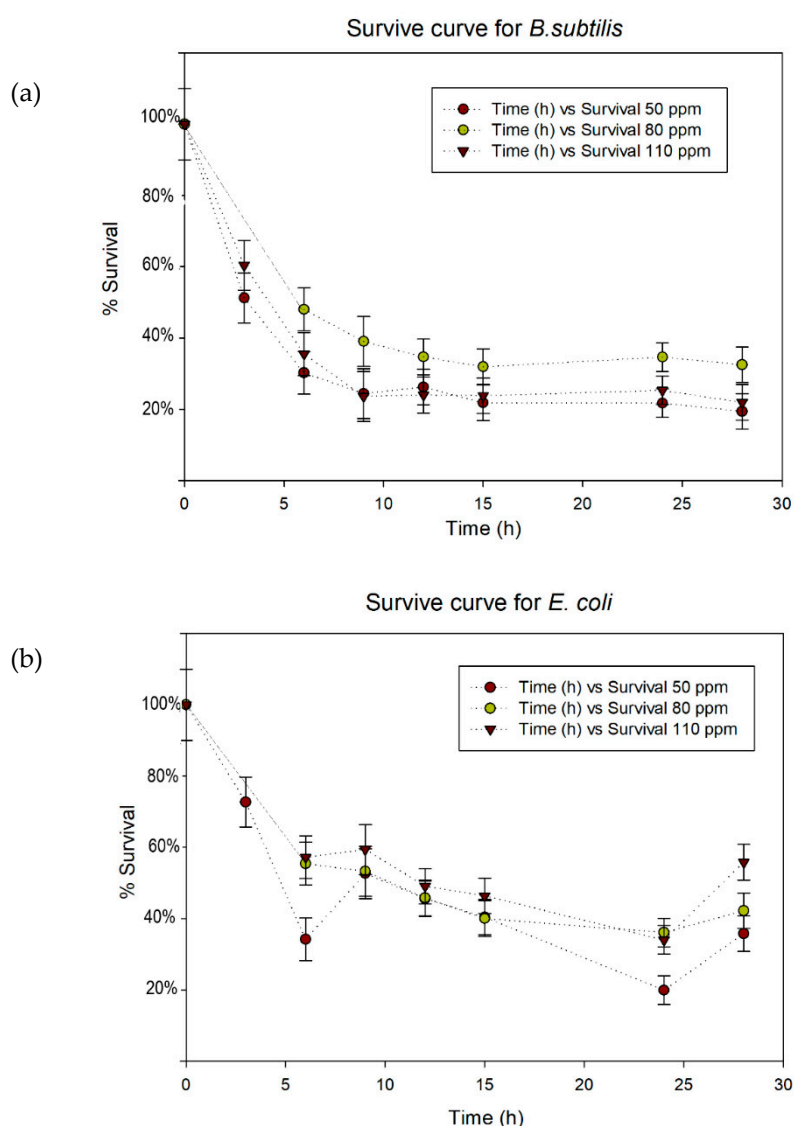 Survive curve for B.subtilis
(a)
Time (h) vs Survival 50 ppm
Time (h) vs Survival 80 ppm
Time (h) vs Survival 110 ppm
100%
80%
60%
40%
20%
% Survival
0 5 10 15 20 25 30
Time (h)
Survive curve for E. coli
(b)
Time (h) vs Survival 50 ppm
Time (h) vs Survival 80 ppm
Time (h) vs Survival 110 ppm
100%
80%
60%
40%
20%
% Survival
0 5 10 15 20 25 30
Time (h)